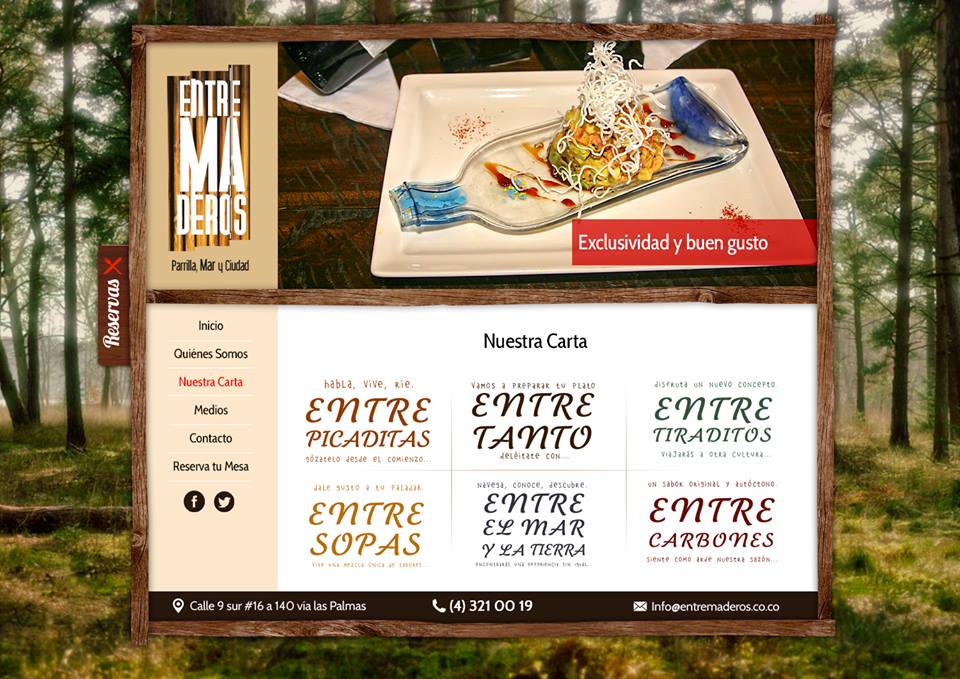 ENTRE
MA
DEROS
Parrilla, Mar y Ciudad
Exclusividad y buen gusto
Reservas
Inicio
Quiénes Somos
Nuestra Carta
Medios
Contacto
Reserva tu Mesa
Nuestra Carta
habla, vive, ríe.
ENTRE
PICADITAS
gózatelo desde el comienzo...
vamos a preparar tu plato
ENTRE
TANTO
deléitate con...
disfruta un nuevo concepto.
ENTRE
TIRADITOS
viajarás a otra cultura...
dale gusto a tu paladar.
ENTRE
SOPAS
vive una mezcla única de sabores...
navega, conoce, descubre.
ENTRE
EL MAR
Y LA TIERRA
encontrarás una experiencia sin igual...
un sabor original y autóctono.
ENTRE
CARBONES
siente como arde nuestra sazón...
Calle 9 sur #16 a 140 vía las Palmas
(4) 321 00 19
Info@entremaderos.co.co